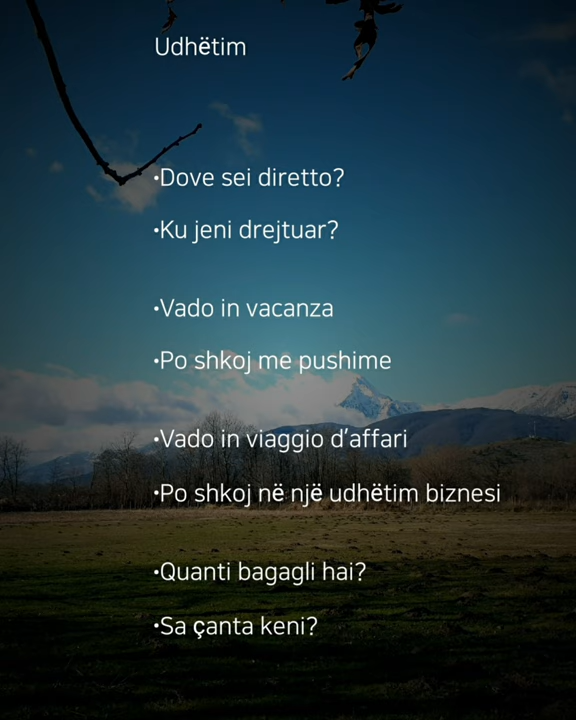 Udhëtim
•Dove sei diretto?
•Ku jeni drejtuar?
•Vado in vacanza
•Po shkoj me pushime
•Vado in viaggio d'affari
•Po shkoj në një udhëtim biznesi
•Quanti bagagli hai?
•Sa çanta keni?